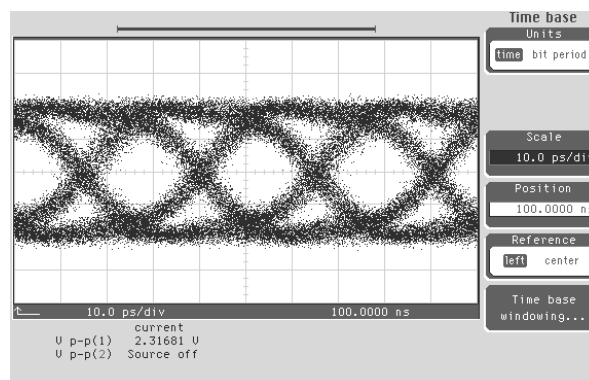 Time base
Units
time bit period
Scale
10.0 ps/div
Position
100.0000 ns
Reference
left center
Time base
windowing...
10.0 ps/div 100.0000 ns
current
V p-p(1) 2.31681 V
V p-p(2) Source off